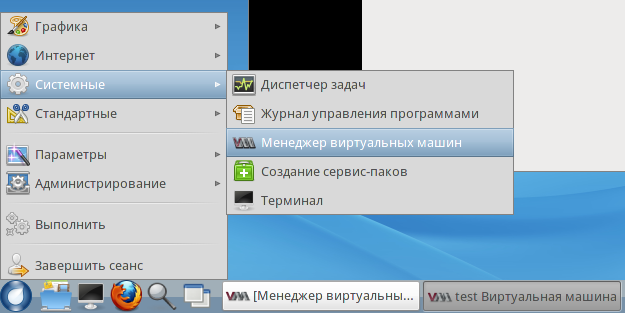 Графика
Интернет
Системные
Стандартные
Параметры
Администрирование
Выполнить
Завершить сеанс
Диспетчер задач
Журнал управления программами
Менеджер виртуальных машин
Создание сервис-паков
Терминал
[Менеджер виртуальны...
test Виртуальная машина